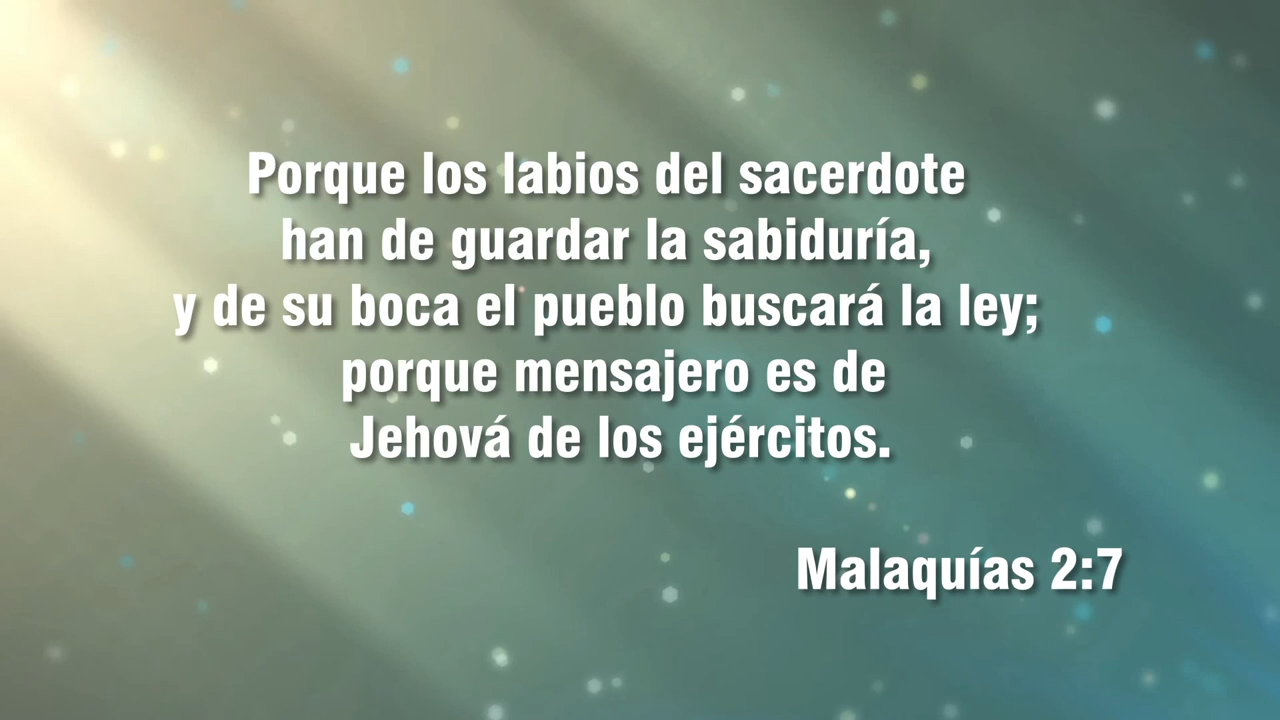 Porque los labios del sacerdote
han de guardar la sabiduría,
y de su boca el pueblo buscará la ley;
porque mensajero es de
Jehová de los ejércitos.
Malaquías 2:7